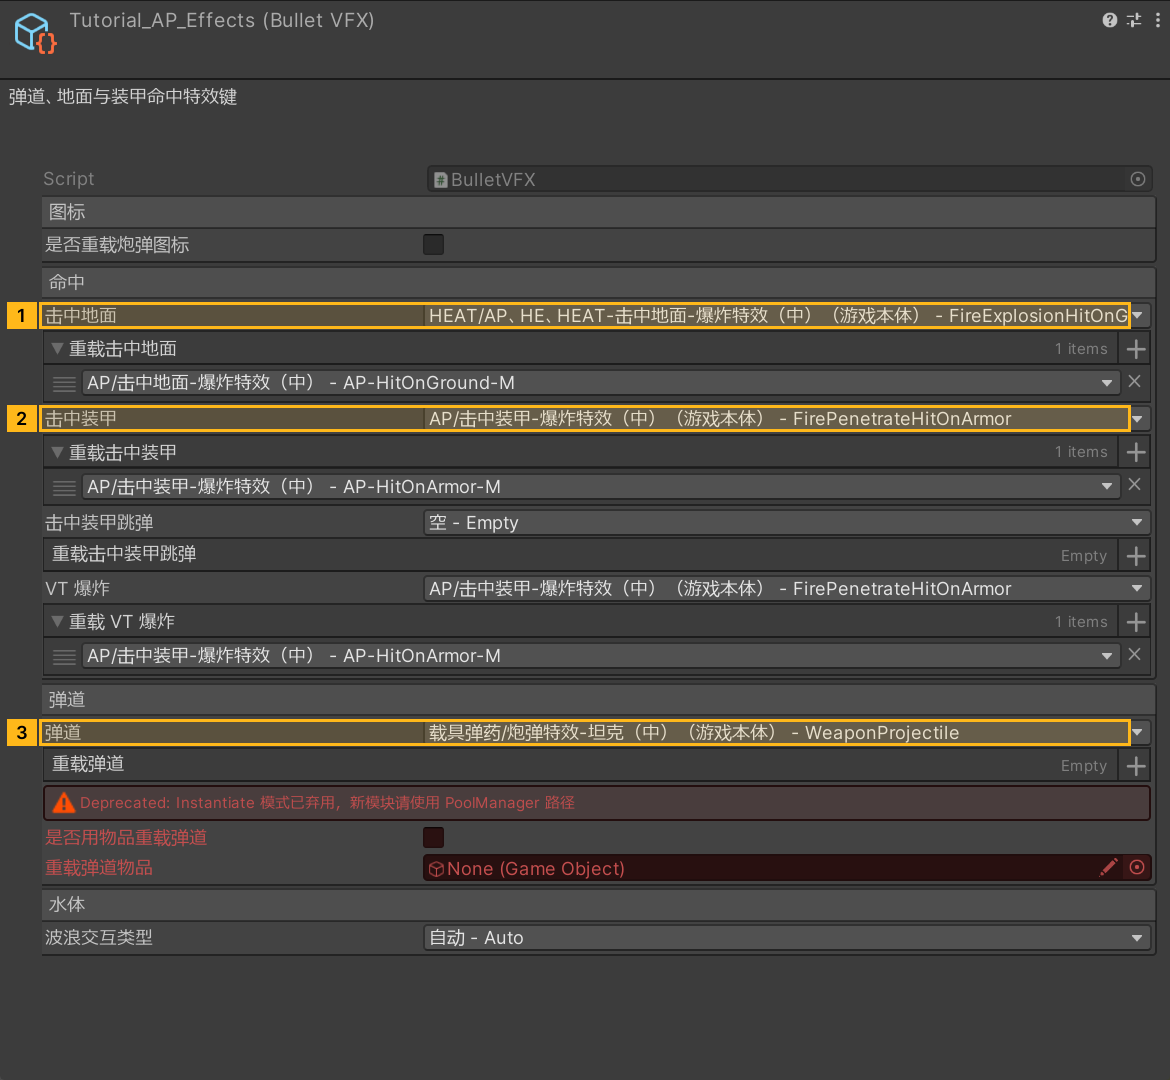 Tutorial_AP_Effects (Bullet VFX)
弹道、地面与装甲命中特效键
Script
BulletVFX
图标
是否重载炮弹图标
命中
1
击中地面
HEAT/AP、HE、HEAT-击中地面-爆炸特效（中）（游戏本体） - FireExplosionHitOnG
重载击中地面
1 items
AP/击中地面-爆炸特效（中） - AP-HitOnGround-M
2
击中装甲
AP/击中装甲-爆炸特效（中）（游戏本体） - FirePenetrateHitOnArmor
重载击中装甲
1 items
AP/击中装甲-爆炸特效（中） - AP-HitOnArmor-M
击中装甲跳弹
空 - Empty
重载击中装甲跳弹
Empty
VT 爆炸
AP/击中装甲-爆炸特效（中）（游戏本体） - FirePenetrateHitOnArmor
重载 VT 爆炸
1 items
AP/击中装甲-爆炸特效（中） - AP-HitOnArmor-M
弹道
3
弹道
载具弹药/炮弹特效-坦克（中）（游戏本体） - WeaponProjectile
重载弹道
Empty
Deprecated: Instantiate 模式已弃用，新模块请使用 PoolManager 路径
是否用物品重载弹道
重载弹道物品
None (Game Object)
水体
波浪交互类型
自动 - Auto